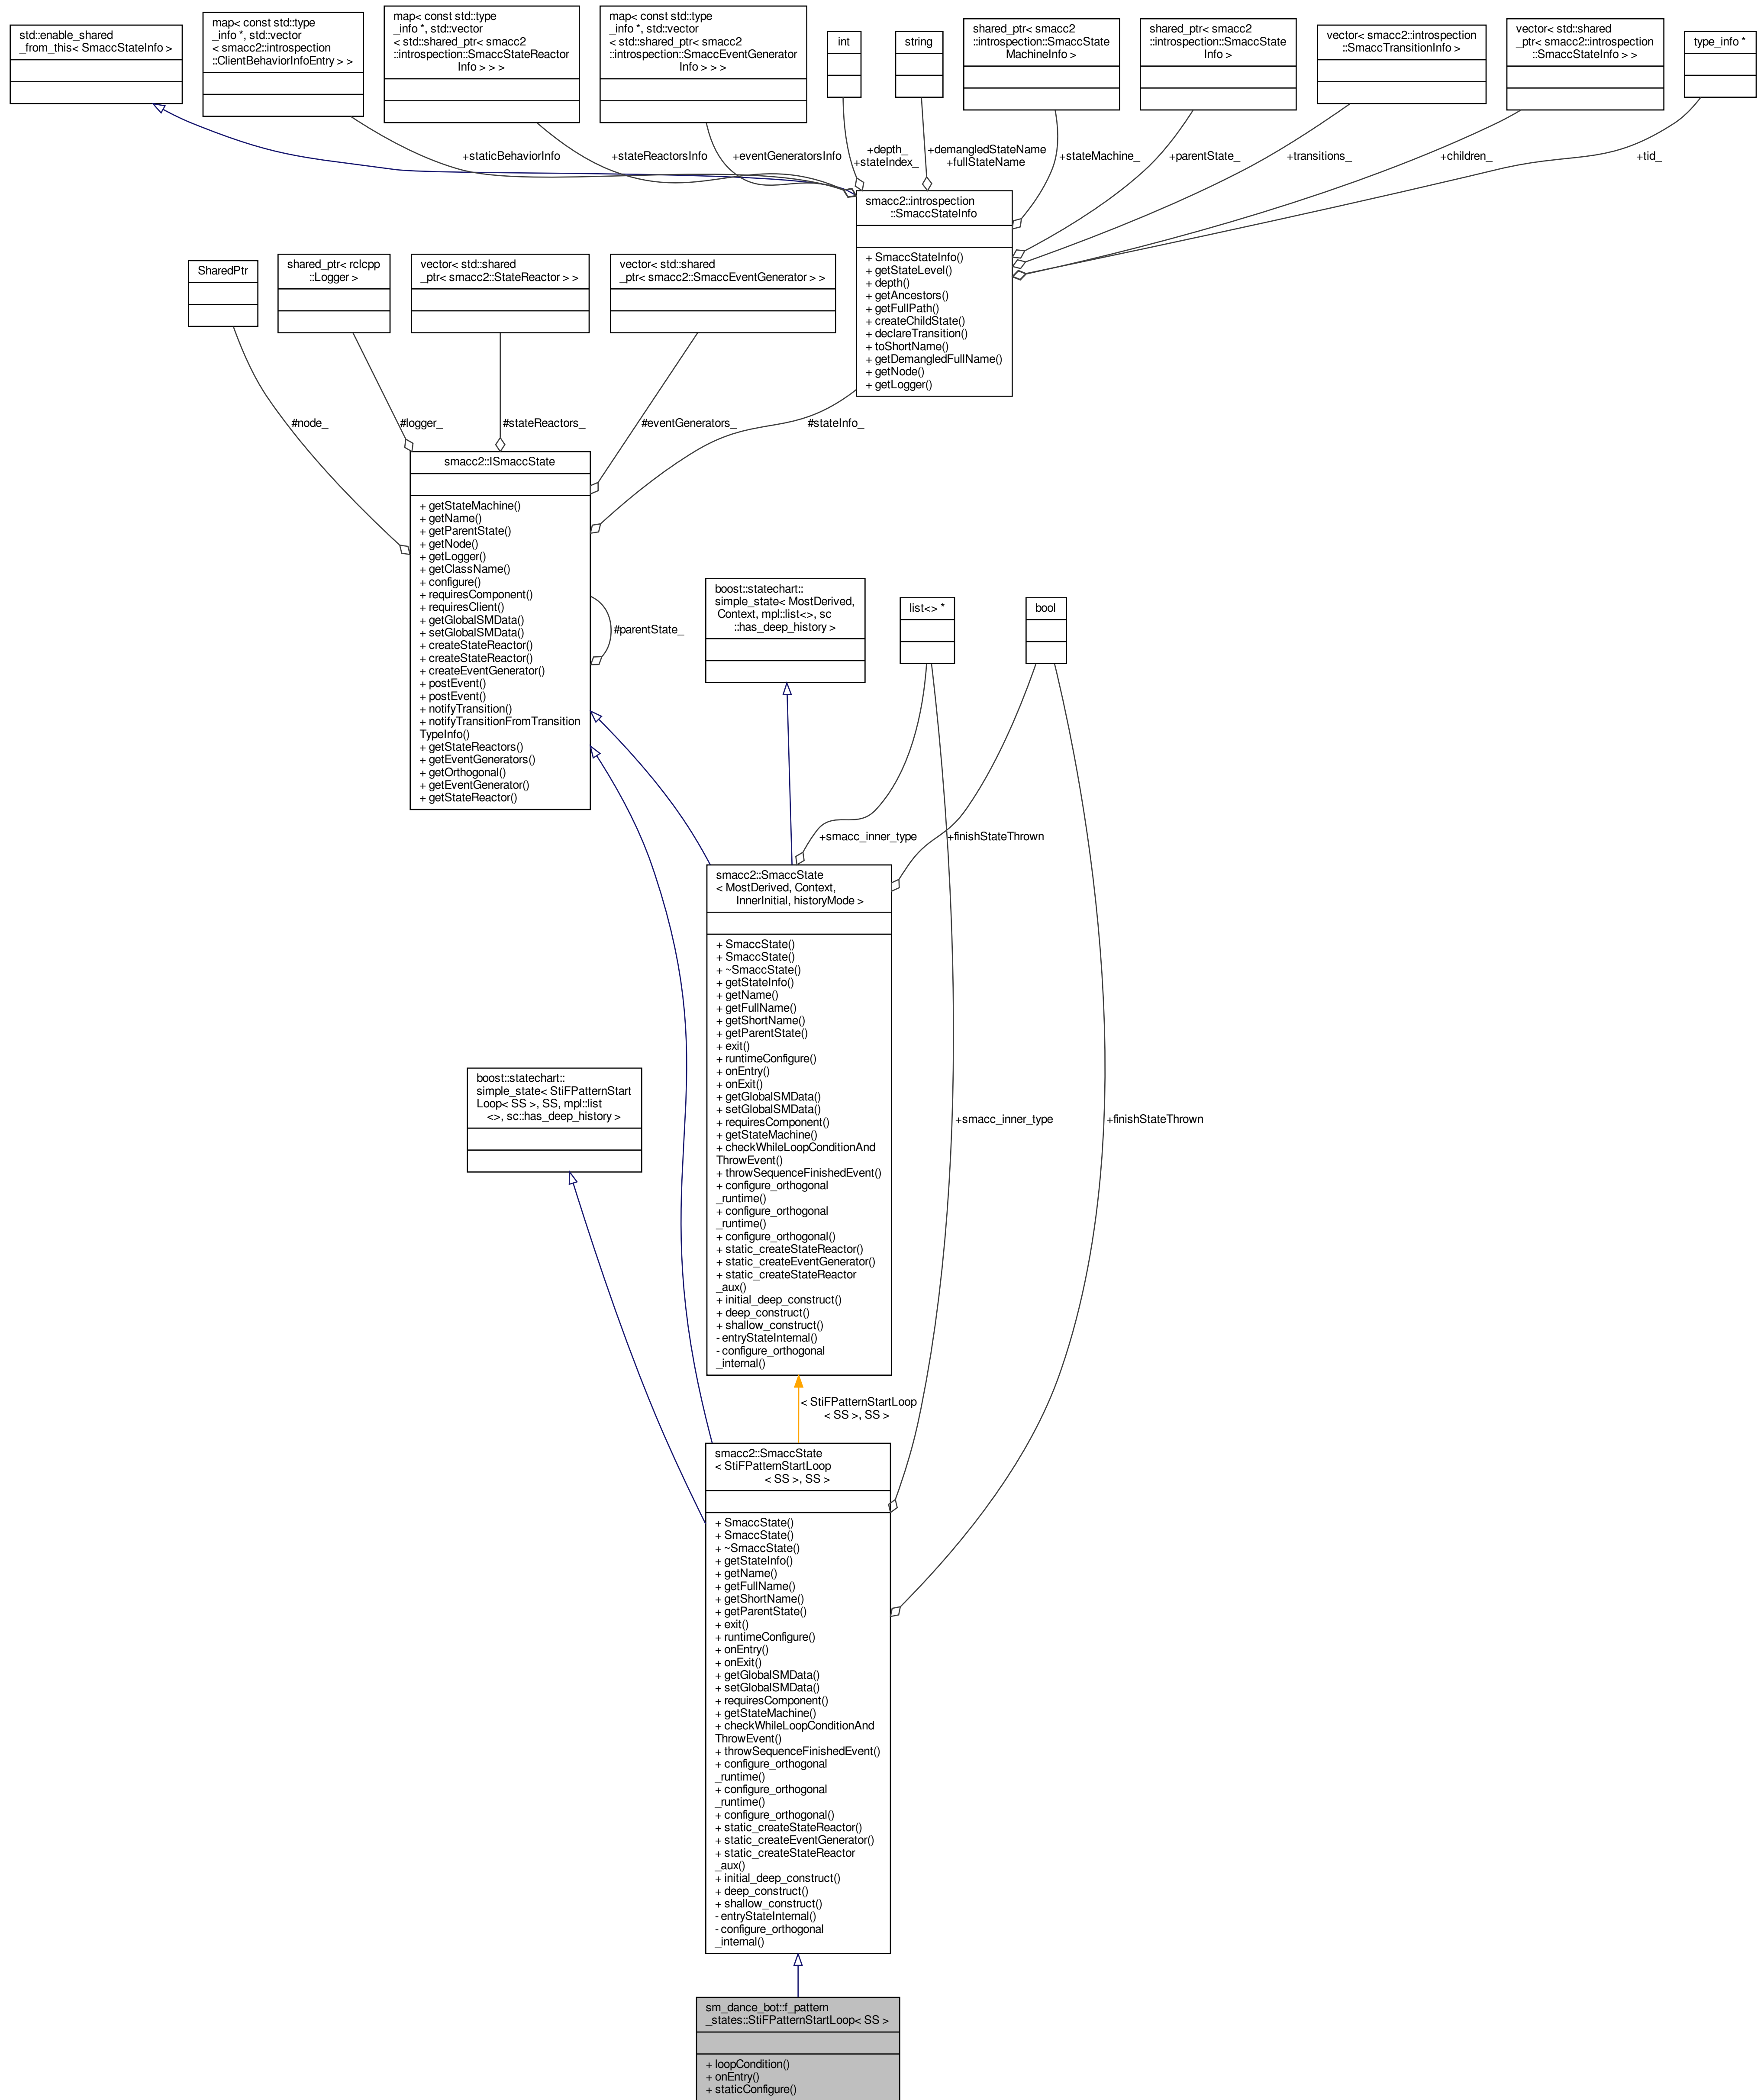 std::enable_shared
_from_this< SmaccStateInfo >
map< const std::type
_info *, std::vector
< smacc2::introspection
::ClientBehaviorInfoEntry > >
map< const std::type
_info *, std::vector
< std::shared_ptr< smacc2
::introspection::SmaccStateReactor
Info > > >
map< const std::type
_info *, std::vector
< std::shared_ptr< smacc2
::introspection::SmaccEventGenerator
Info > > >
int
string
shared_ptr< smacc2
::introspection::SmaccState
MachineInfo >
shared_ptr< smacc2
::introspection::SmaccState
Info >
vector< smacc2::introspection
::SmaccTransitionInfo >
vector< std::shared
_ptr< smacc2::introspection
::SmaccStateInfo > >
type_info *
+staticBehaviorInfo
+stateReactorsInfo
+eventGeneratorsInfo
+depth_
+stateIndex_
+demangledStateName
+fullStateName
+stateMachine_
+parentState_
+transitions_
+children_
+tid_
smacc2::introspection
::SmaccStateInfo
+ SmaccStateInfo()
+ getStateLevel()
+ depth()
+ getAncestors()
+ getFullPath()
+ createChildState()
+ declareTransition()
+ toShortName()
+ getDemangledFullName()
+ getNode()
+ getLogger()
SharedPtr
shared_ptr< rclcpp
::Logger >
vector< std::shared
_ptr< smacc2::StateReactor > >
vector< std::shared
_ptr< smacc2::SmaccEventGenerator > >
#node_
#logger_
#stateReactors_
#eventGenerators_
#stateInfo_
smacc2::ISmaccState
+ getStateMachine()
+ getName()
+ getParentState()
+ getNode()
+ getLogger()
+ getClassName()
+ configure()
+ requiresComponent()
+ requiresClient()
+ getGlobalSMData()
+ setGlobalSMData()
+ createStateReactor()
+ createStateReactor()
+ createEventGenerator()
+ postEvent()
+ postEvent()
+ notifyTransition()
+ notifyTransitionFromTransition
TypeInfo()
+ getStateReactors()
+ getEventGenerators()
+ getOrthogonal()
+ getEventGenerator()
+ getStateReactor()
#parentState_
boost::statechart::
simple_state< MostDerived,
Context, mpl::list<>, sc
::has_deep_history >
list<> *
bool
+smacc_inner_type
+finishStateThrown
smacc2::SmaccState
< MostDerived, Context,
InnerInitial, historyMode >
+ SmaccState()
+ SmaccState()
+ ~SmaccState()
+ getStateInfo()
+ getName()
+ getFullName()
+ getShortName()
+ getParentState()
+ exit()
+ runtimeConfigure()
+ onEntry()
+ onExit()
+ getGlobalSMData()
+ setGlobalSMData()
+ requiresComponent()
+ getStateMachine()
+ checkWhileLoopConditionAnd
ThrowEvent()
+ throwSequenceFinishedEvent()
+ configure_orthogonal
_runtime()
+ configure_orthogonal
_runtime()
+ configure_orthogonal()
+ static_createStateReactor()
+ static_createEventGenerator()
+ static_createStateReactor
_aux()
+ initial_deep_construct()
+ deep_construct()
+ shallow_construct()
- entryStateInternal()
- configure_orthogonal
_internal()
boost::statechart::
simple_state< StiFPatternStart
Loop< SS >, SS, mpl::list
<>, sc::has_deep_history >
+smacc_inner_type
+finishStateThrown
< StiFPatternStartLoop
< SS >, SS >
smacc2::SmaccState
< StiFPatternStartLoop
< SS >, SS >
+ SmaccState()
+ SmaccState()
+ ~SmaccState()
+ getStateInfo()
+ getName()
+ getFullName()
+ getShortName()
+ getParentState()
+ exit()
+ runtimeConfigure()
+ onEntry()
+ onExit()
+ getGlobalSMData()
+ setGlobalSMData()
+ requiresComponent()
+ getStateMachine()
+ checkWhileLoopConditionAnd
ThrowEvent()
+ throwSequenceFinishedEvent()
+ configure_orthogonal
_runtime()
+ configure_orthogonal
_runtime()
+ configure_orthogonal()
+ static_createStateReactor()
+ static_createEventGenerator()
+ static_createStateReactor
_aux()
+ initial_deep_construct()
+ deep_construct()
+ shallow_construct()
- entryStateInternal()
- configure_orthogonal
_internal()
sm_dance_bot::f_pattern
_states::StiFPatternStartLoop< SS >
+ loopCondition()
+ onEntry()
+ staticConfigure()